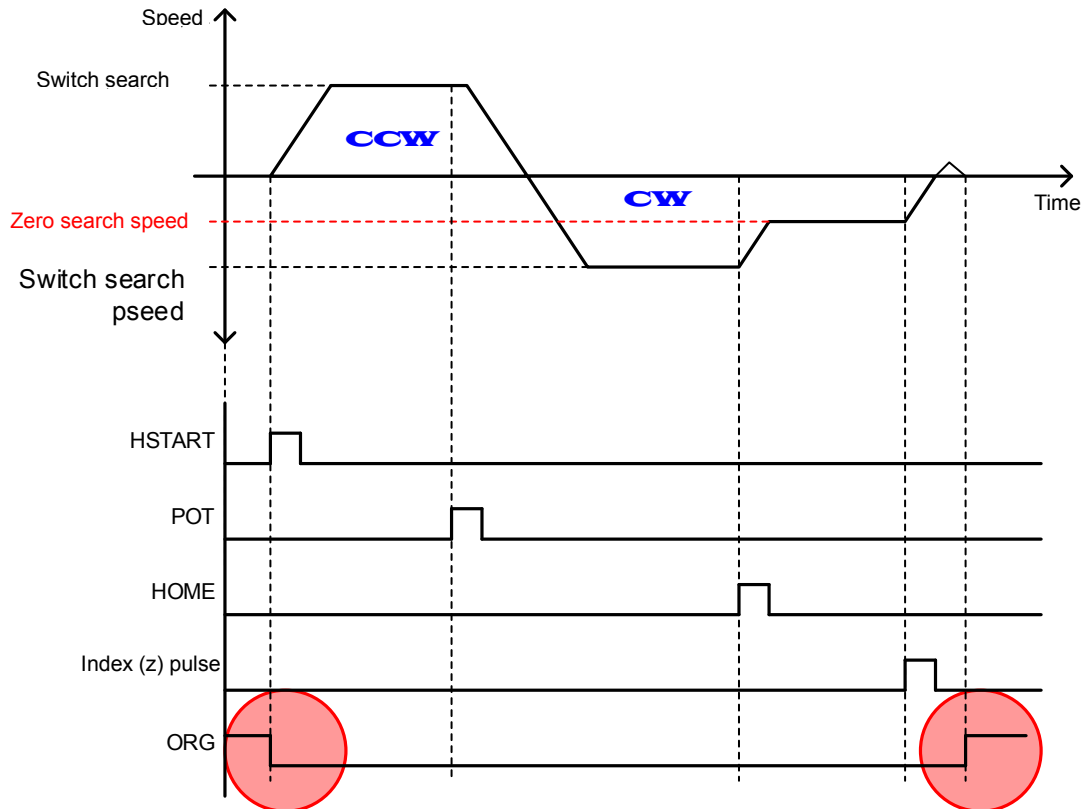 Speed
Switch search
CCW
CW
Time
Zero search speed
Switch search
pseed
HSTART
POT
HOME
Index (z) pulse
ORG